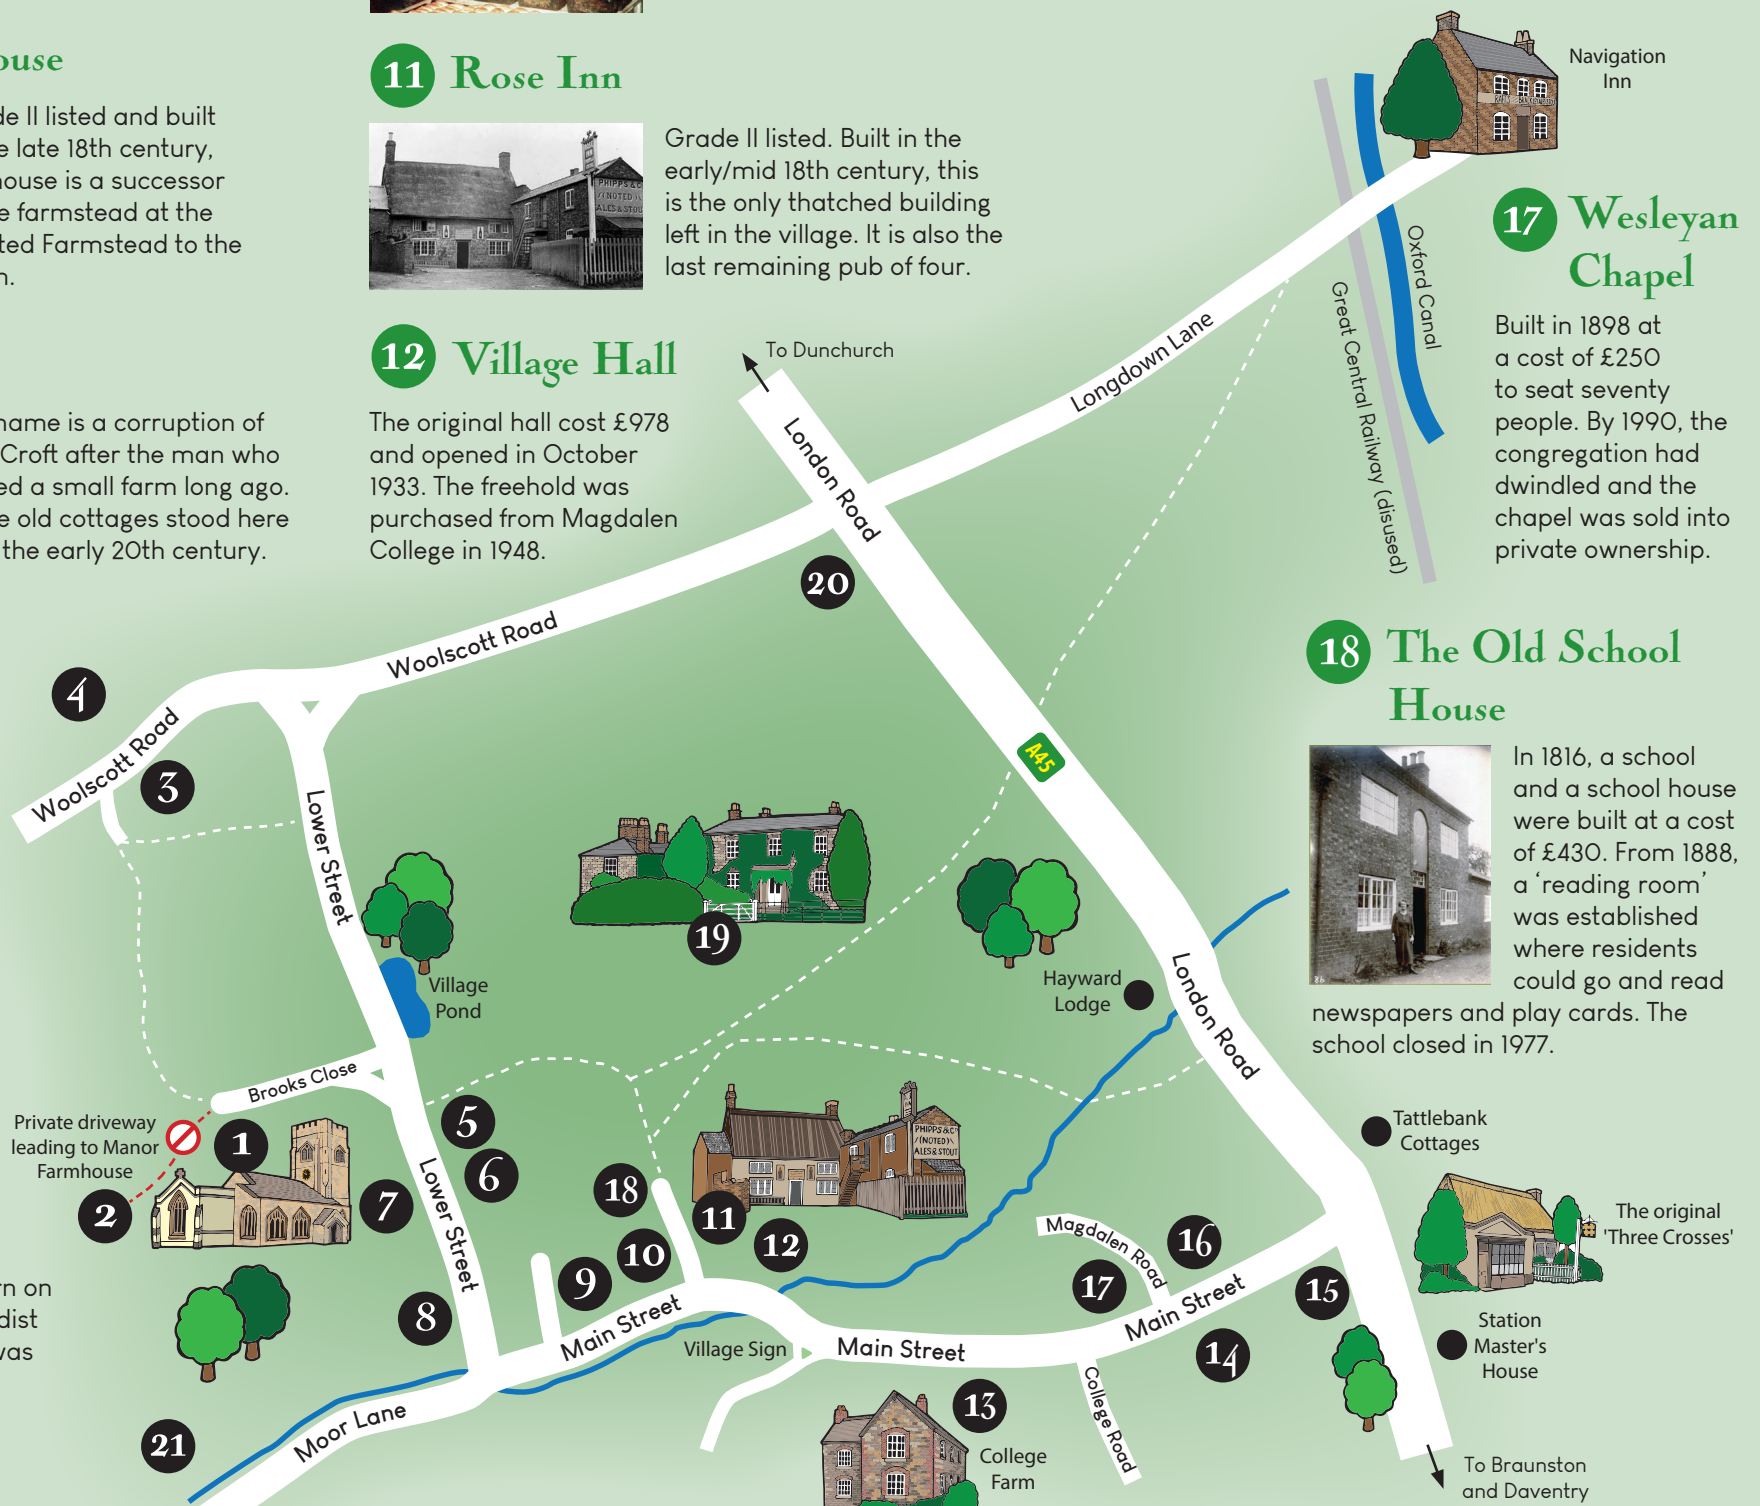 ouse
de II listed and built
e late 18th century,
house is a successor
e farmstead at the
ted Farmstead to the
n.
name is a corruption of
Croft after the man who
ed a small farm long ago.
e old cottages stood here
the early 20th century.
11 Rose Inn
PHIPPS & C
NOTED
ALES & STOU
Grade II listed. Built in the
early/mid 18th century, this
is the only thatched building
left in the village. It is also the
last remaining pub of four.
12 Village Hall
The original hall cost £978
and opened in October
1933. The freehold was
purchased from Magdalen
College in 1948.
Navigation
Inn
17 Wesleyan
Chapel
Built in 1898 at
a cost of £250
to seat seventy
people. By 1990, the
congregation had
dwindled and the
chapel was sold into
private ownership.
18 The Old School
House
86
In 1816, a school
and a school house
were built at a cost
of £430. From 1888,
a ‘reading room’
was established
where residents
could go and read
newspapers and play cards. The
school closed in 1977.
To Dunchurch
London Road
Longdown Lane
Oxford Canal
Great Central Railway (disused)
20
Woolscott Road
4
Woolscott Road
3
A45
Lower Street
19
Village
Pond
Hayward
Lodge
London Road
Brooks Close
Private driveway
leading to Manor
Farmhouse
1
2
5
6
7
Lower Street
18
PHIPPS & Co
(NOTED)
ALES & STOUT
11
12
10
9
8
Tattlebank
Cottages
The original
'Three Crosses'
Magdalen Road
16
17
15
Main Street
Main Street
Main Street
Village Sign
14
Station
Master's
House
13
College
Farm
College Road
Moor Lane
21
rn on
dist
was
To Braunston
and Daventry